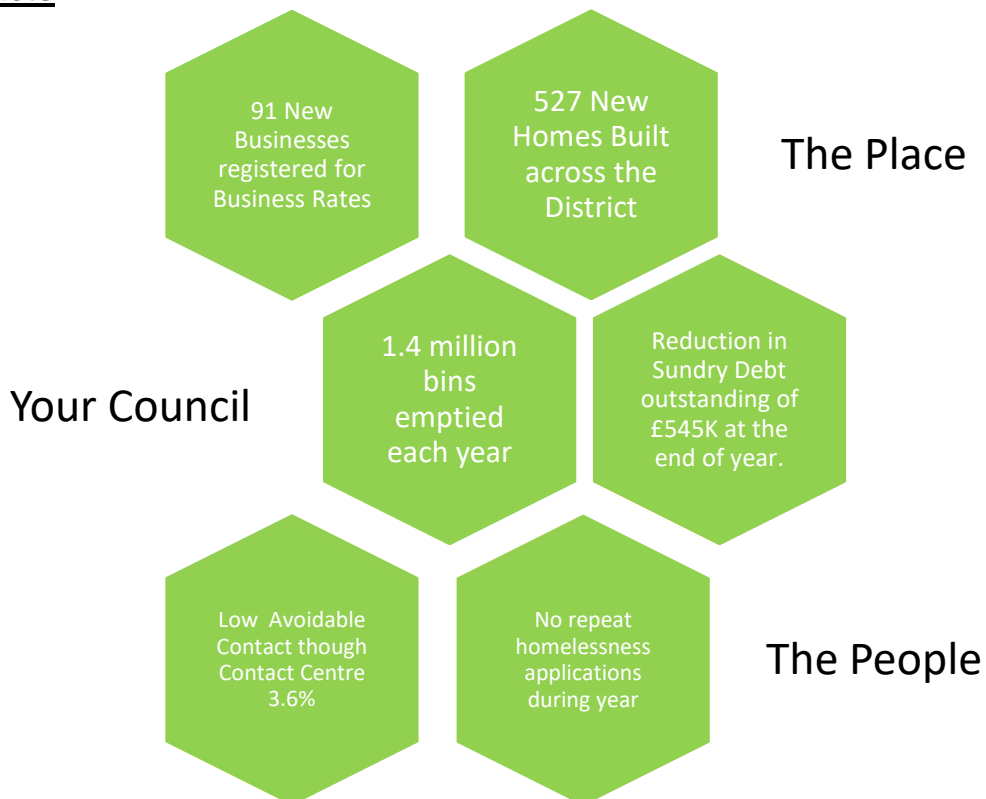 91 New
Businesses
registered for
Business Rates
527 New
Homes Built
across the
District
The Place
Your Council
1.4 million
bins
emptied
each year
Reduction in
Sundry Debt
outstanding of
£545K at the
end of year.
Low Avoidable
Contact though
Contact Centre
3.6%
No repeat
homelessness
applications
during year
The People